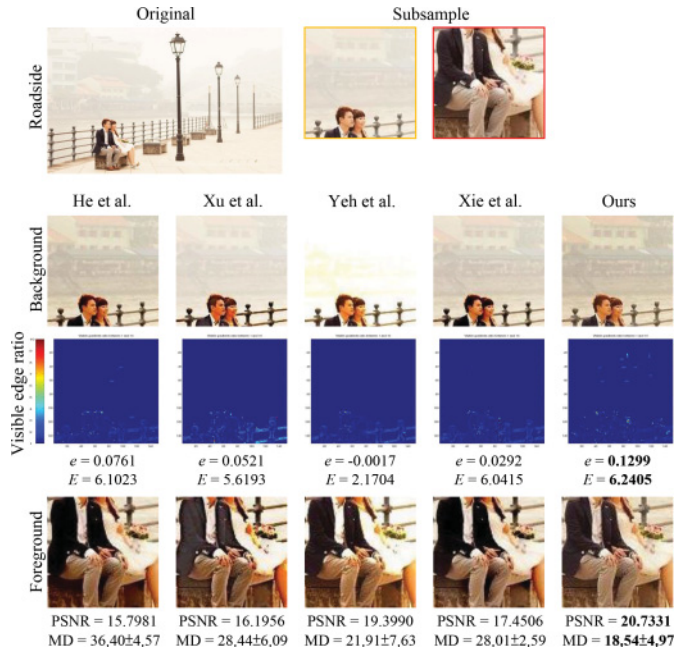 Original Subsample
Roadside
He et al. Xu et al. Yeh et al. Xie et al. Ours
Background
Visible edge ratio
e = 0.0761 e = 0.0521 e = -0.0017 e = 0.0292 e = 0.1299
E = 6.1023 E = 5.6193 E = 2.1704 E = 6.0415 E = 6.2405
Foreground
PSNR = 15.7981 PSNR = 16.1956 PSNR = 19.3990 PSNR = 17.4506 PSNR = 20.7331
MD = 36,40±4,57 MD = 28,44±6,09 MD = 21,91±7,63 MD = 28,01±2,59 MD = 18,54±4,97